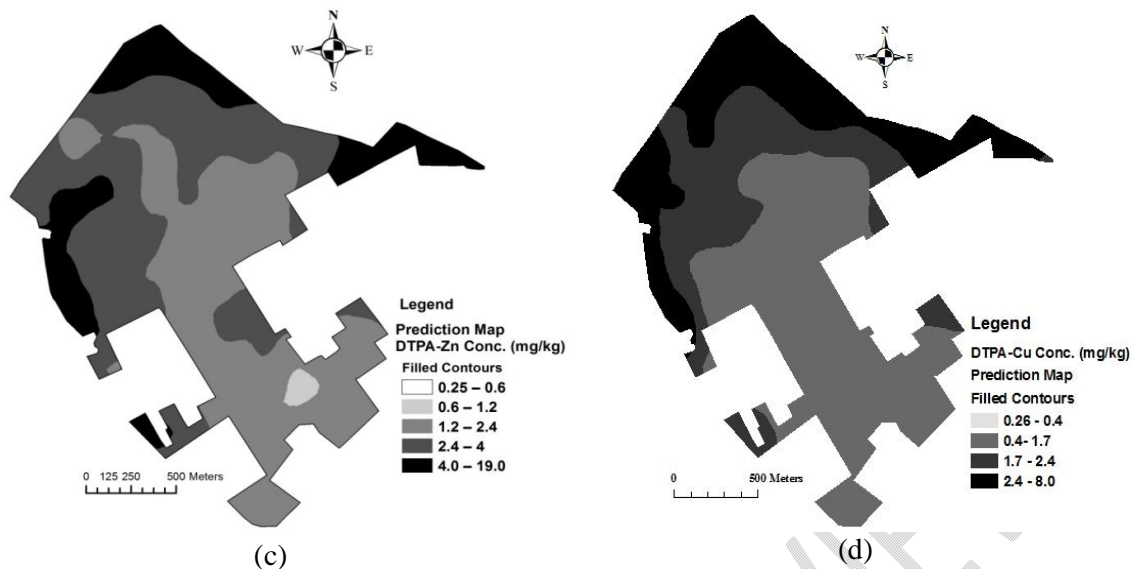 N
W E
S
Legend
Prediction Map
DTPA-Zn Conc. (mg/kg)
Filled Contours
0.25 – 0.6
0.6 – 1.2
1.2 – 2.4
2.4 – 4
4.0 – 19.0
0 125 250 500 Meters
(c)
N
W E
S
Legend
DTPA-Cu Conc. (mg/kg)
Prediction Map
Filled Contours
0.26 - 0.4
0.4- 1.7
1.7 - 2.4
2.4 - 8.0
0 500 Meters
(d)